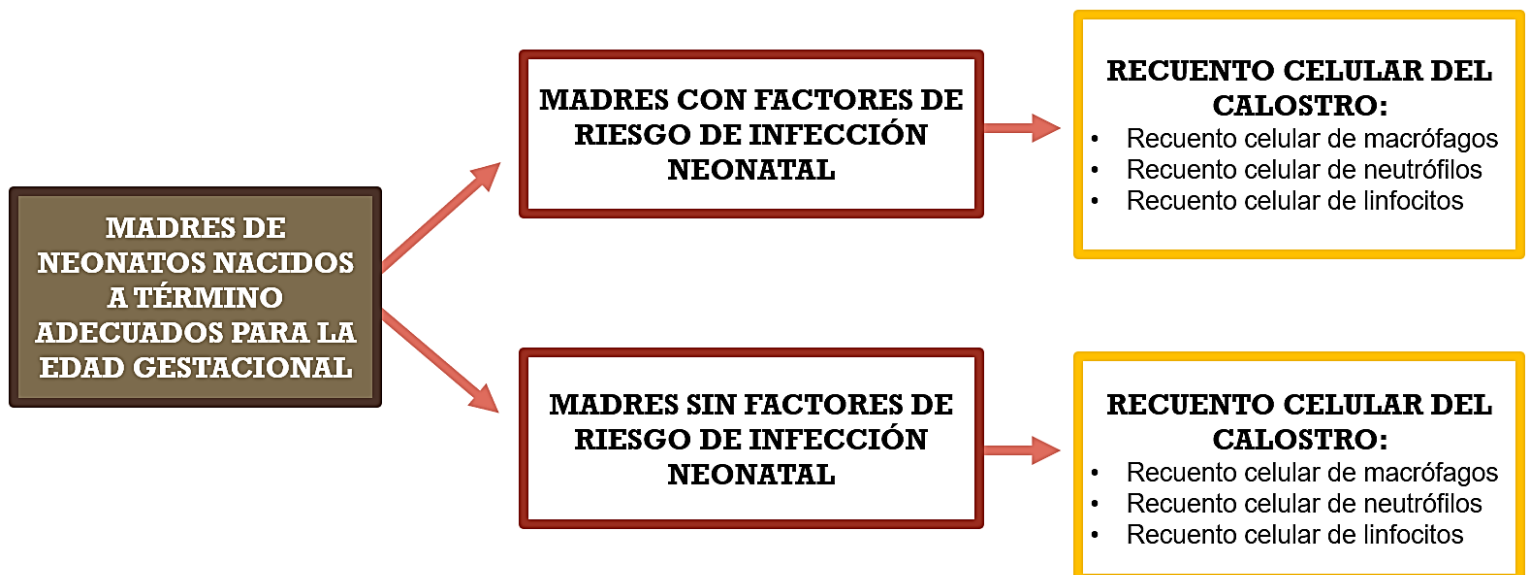 MADRES DE
NEONATOS NACIDOS
A TÉRMINO
ADECUADOS PARA LA
EDAD GESTACIONAL
MADRES CON FACTORES DE
RIESGO DE INFECCIÓN
NEONATAL
RECUENTO CELULAR DEL
CALOSTRO:
• Recuento celular de macrófagos
• Recuento celular de neutrófilos
• Recuento celular de linfocitos
MADRES SIN FACTORES DE
RIESGO DE INFECCIÓN
NEONATAL
RECUENTO CELULAR DEL
CALOSTRO:
• Recuento celular de macrófagos
• Recuento celular de neutrófilos
• Recuento celular de linfocitos